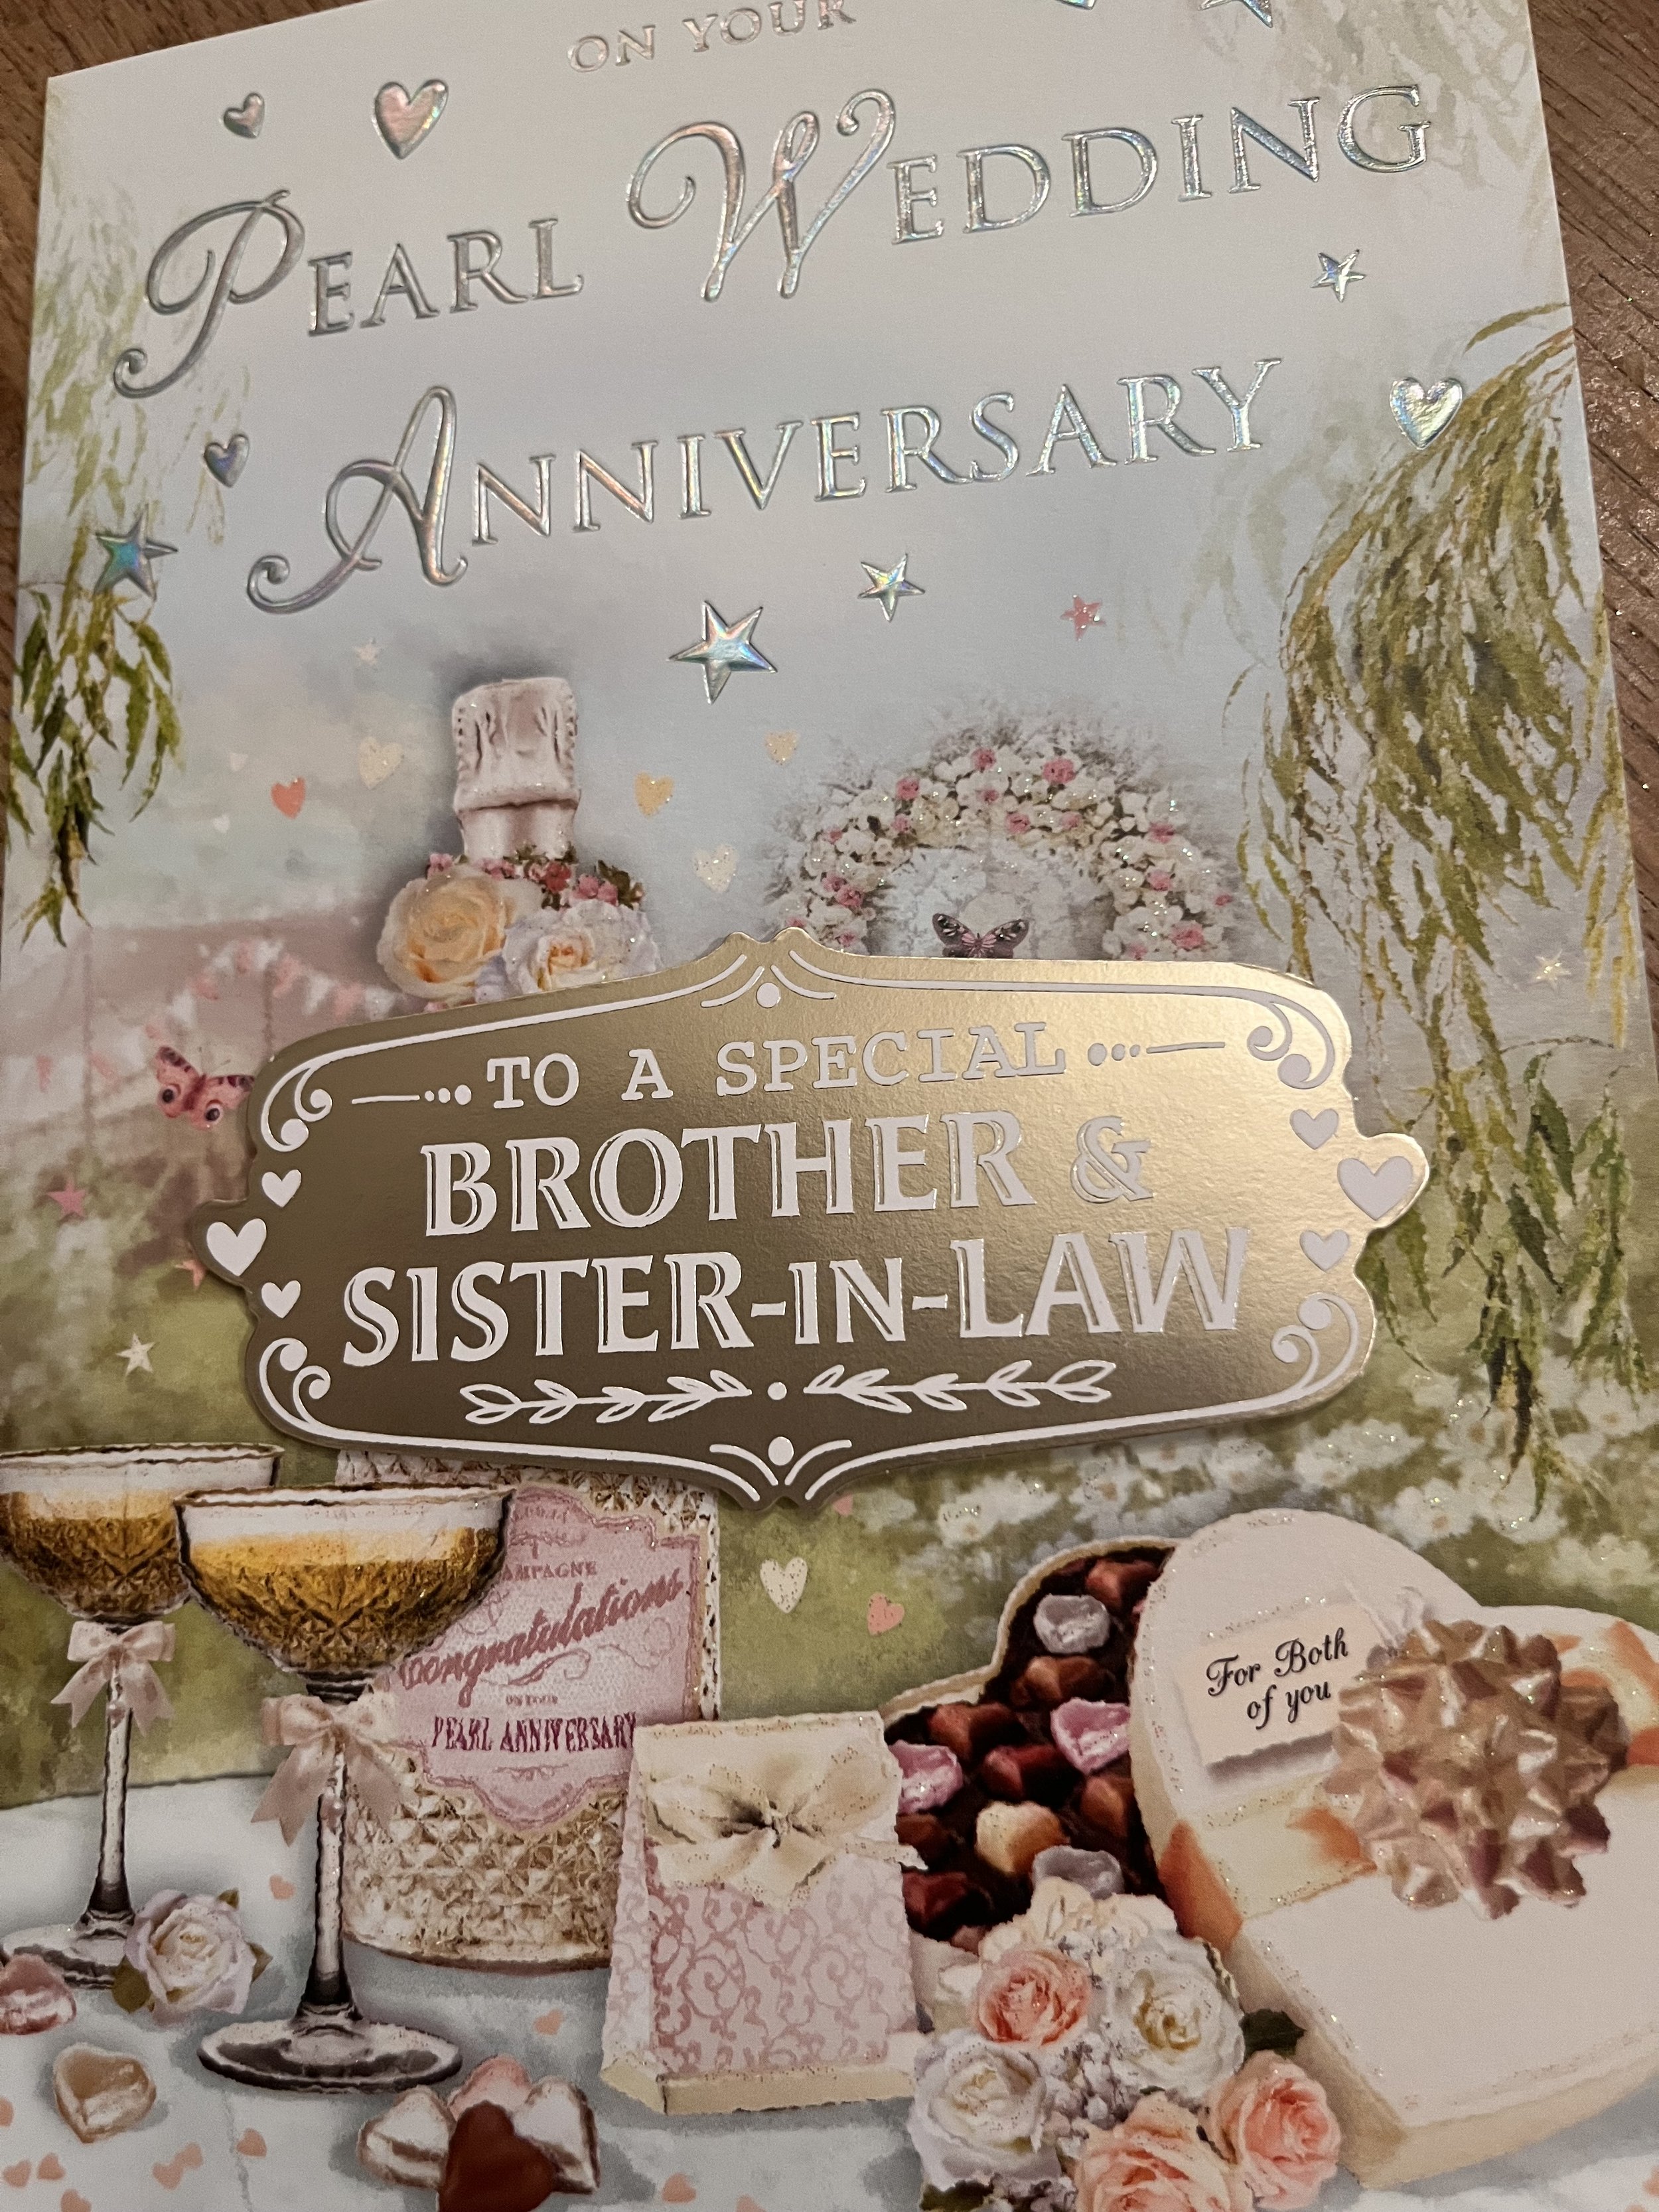 ON YOUR
PEARL WEDDING
ANNIVERSARY
TO A SPECIAL
BROTHER &
SISTER-IN-LAW
Congratulations
PEARL ANNIVERSARY
For Both
of you